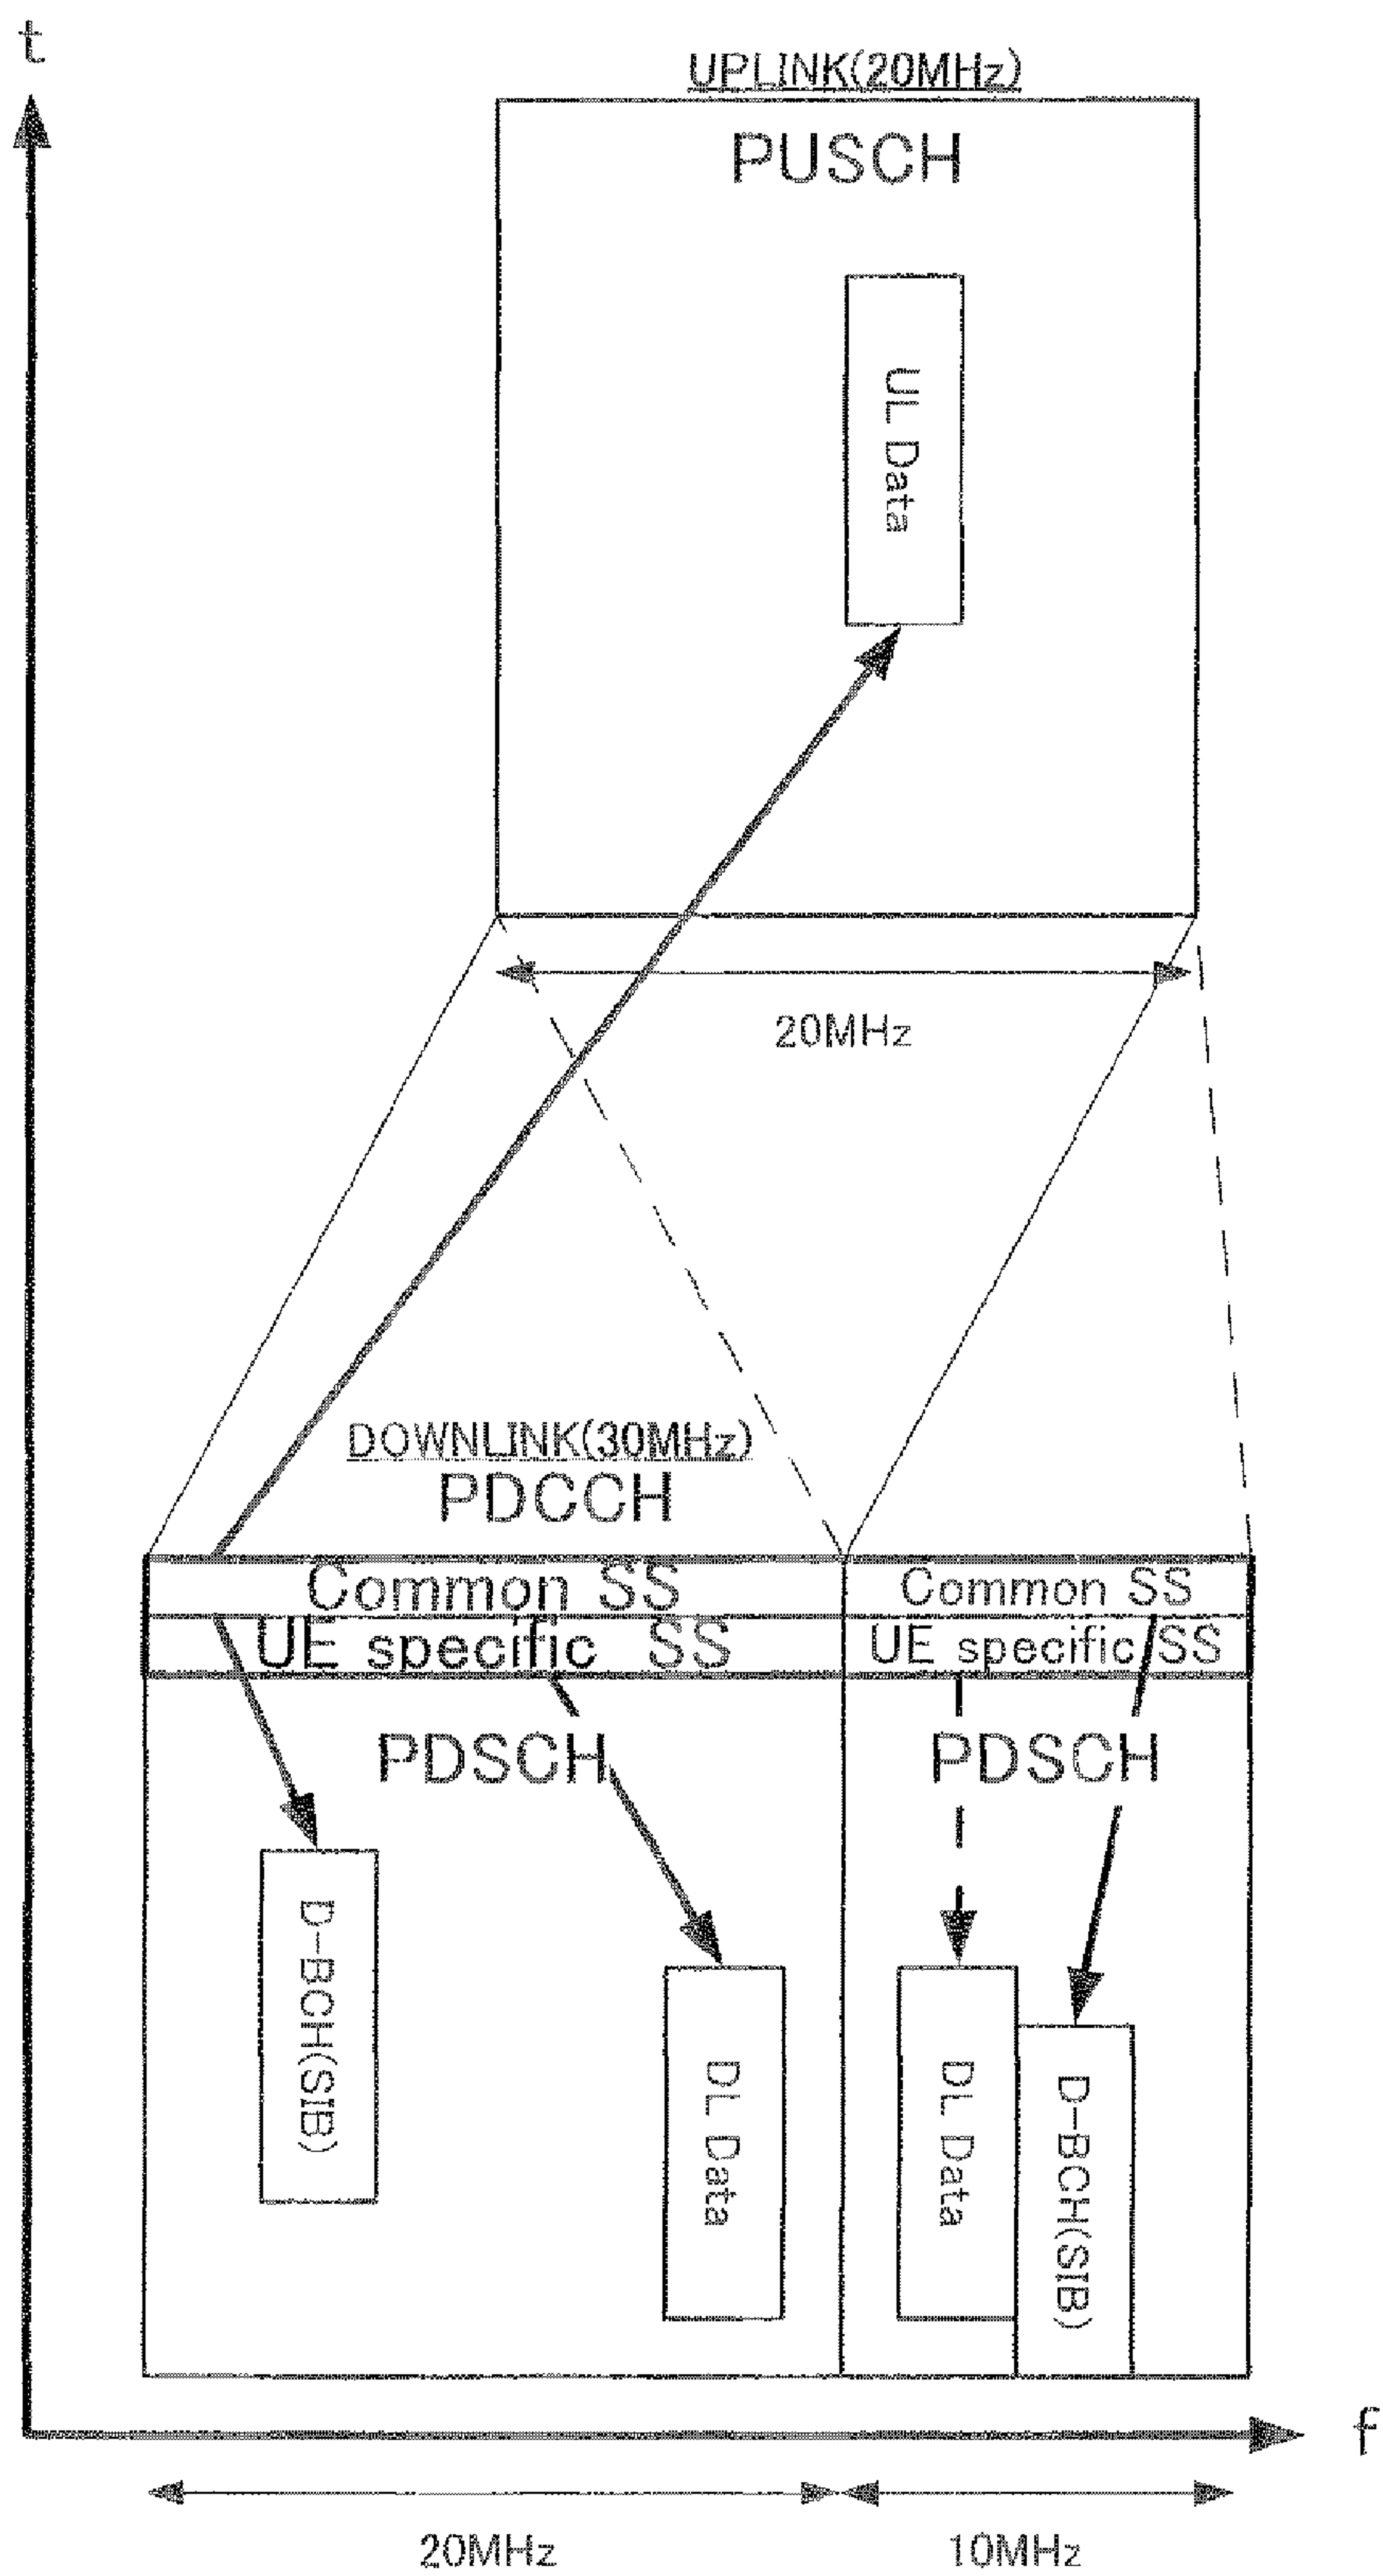 t
UPLINK(20MHz)
PUSCH
UL Data
20MHz
DOWNLINK(30MHz)
PDCCH
Common SS
Common SS
UE specific SS
UE specific SS
PDSCH
PDSCH
D-BCH(SIB)
DL Data
DL Data
D-BCH(SIB)
f
20MHz
10MHz